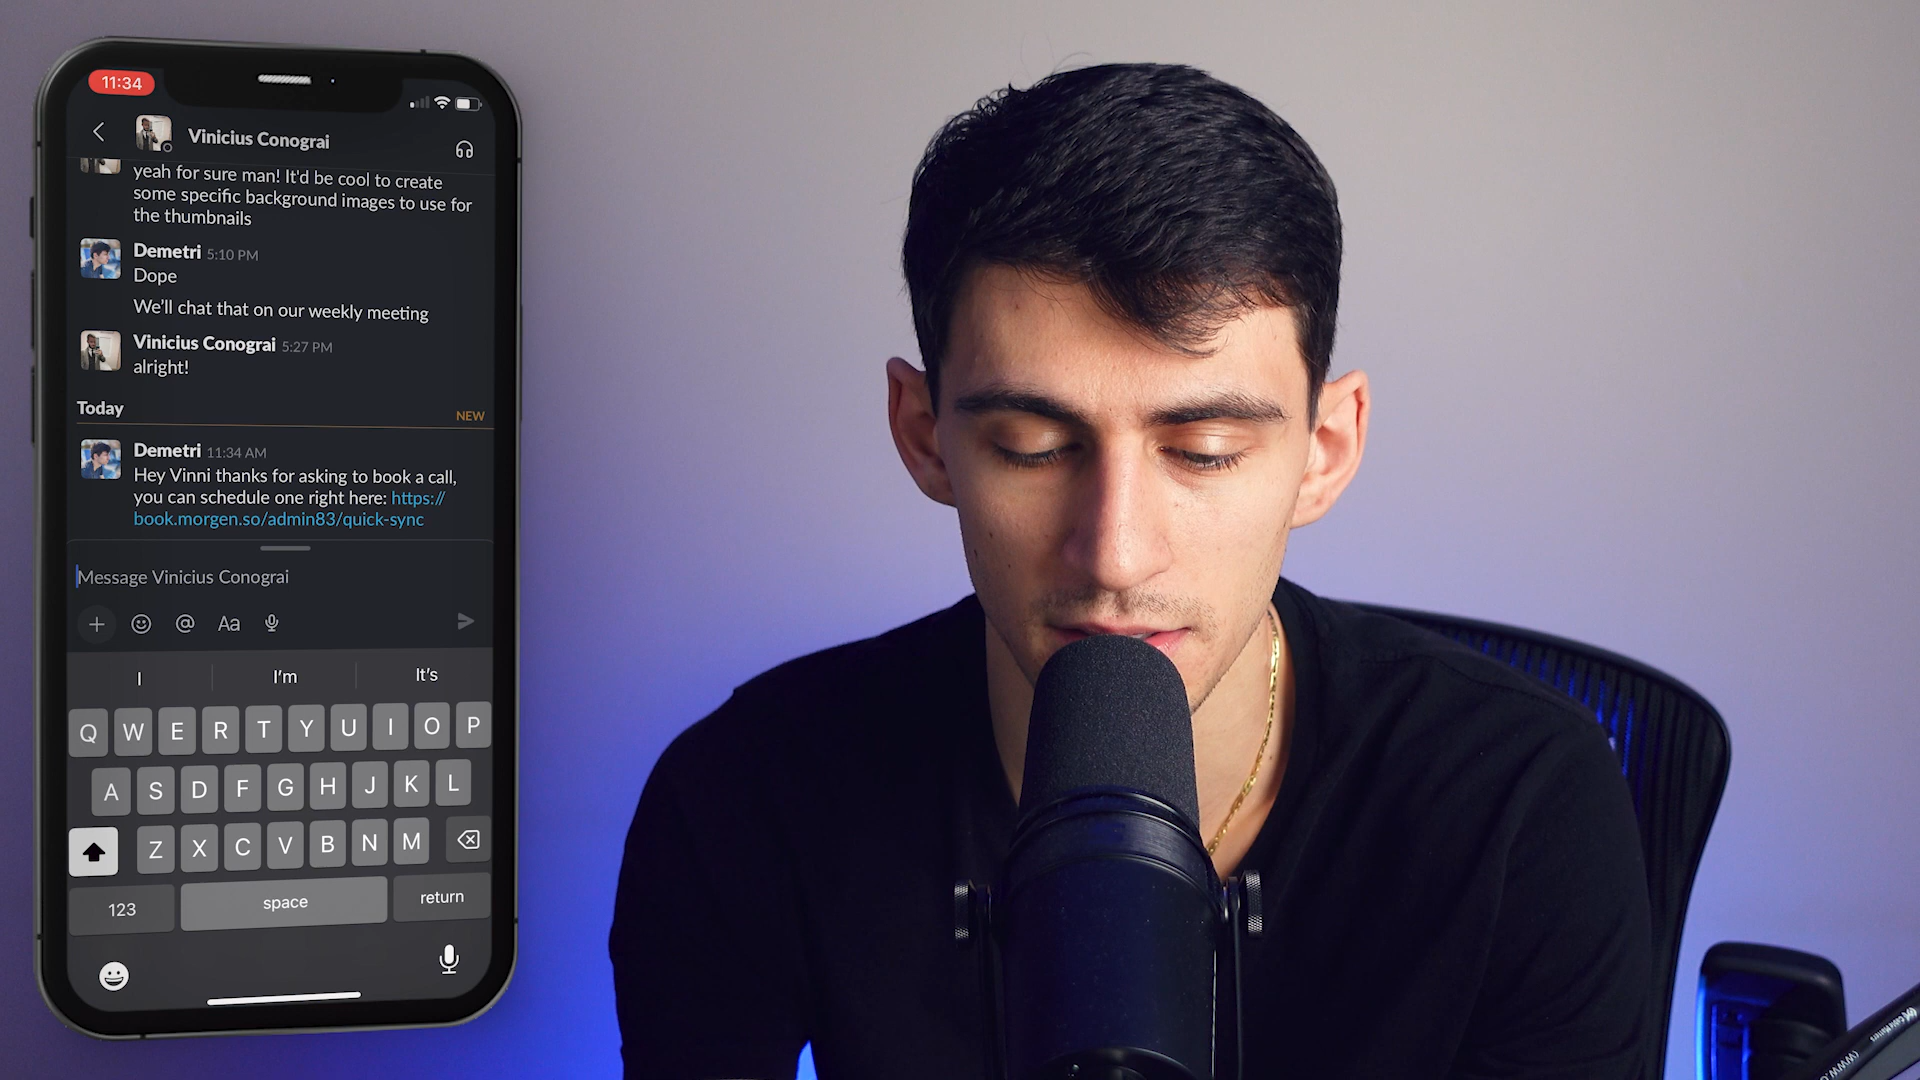 11:34
Vinicius Conograi
yeah for sure man! It'd be cool to create
some specific background images to use for
the thumbnails
Demetri 5:10 PM
Dope
We'll chat that on our weekly meeting
Vinicius Conograi 5:27 PM
alright!
Today
NEW
Demetri 11:34 AM
Hey Vinni thanks for asking to book a call,
you can schedule one right here: https://
book.morgen.so/admin83/quick-sync
Message Vinicius Conograi
@ Aa
I I'm It's
Q W E R T Y U I O P
A S D F G H J K L
Z X C V B N M
123 space return